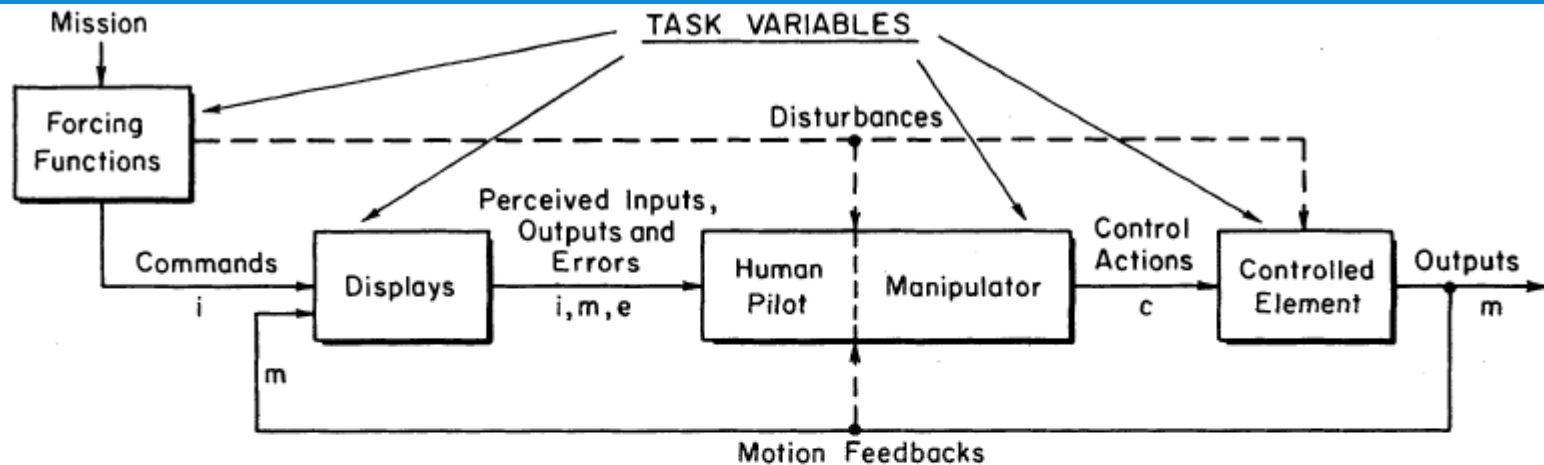 Mission
TASK VARIABLES
Forcing
Functions
Disturbances
Perceived Inputs,
Outputs and
Errors
Commands
i
Displays
i, m, e
Human
Pilot
Manipulator
Control
Actions
c
Controlled
Element
Outputs
m
m
Motion Feedbacks